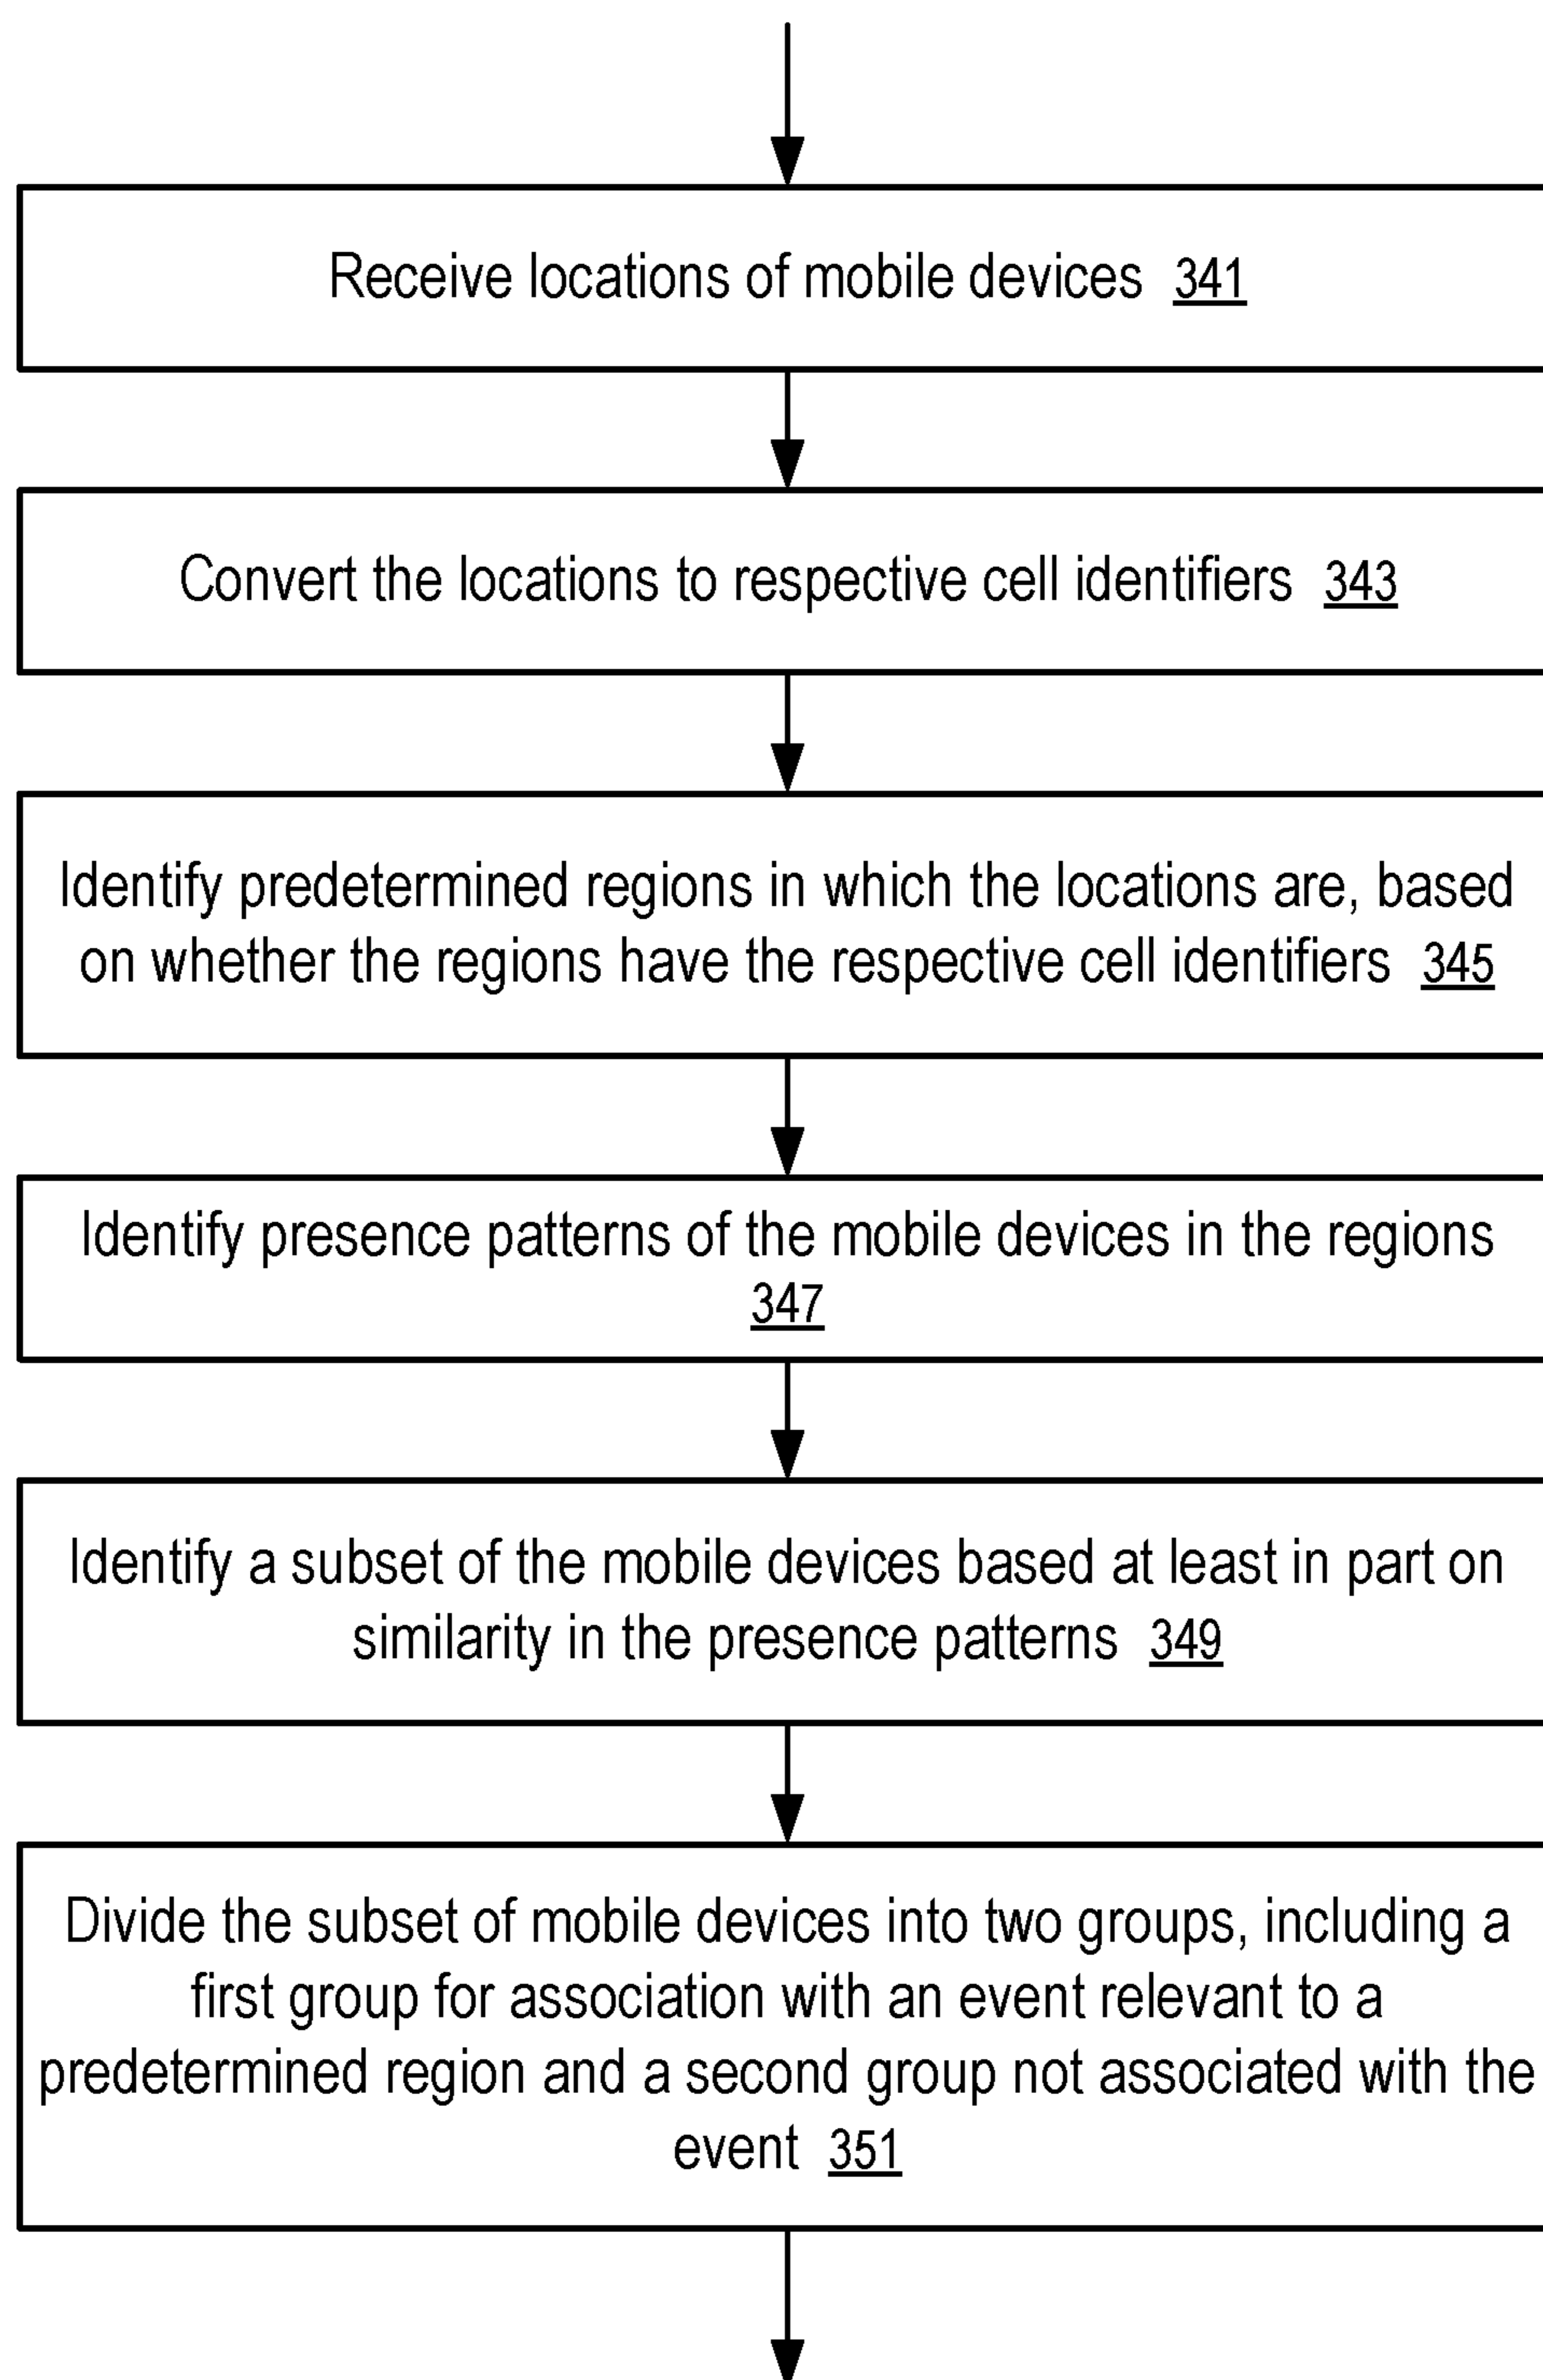 Receive locations of mobile devices 341
Convert the locations to respective cell identifiers 343
Identify predetermined regions in which the locations are, based
on whether the regions have the respective cell identifiers 345
Identify presence patterns of the mobile devices in the regions
347
Identify a subset of the mobile devices based at least in part on
similarity in the presence patterns 349
Divide the subset of mobile devices into two groups, including a
first group for association with an event relevant to a
predetermined region and a second group not associated with the
event 351